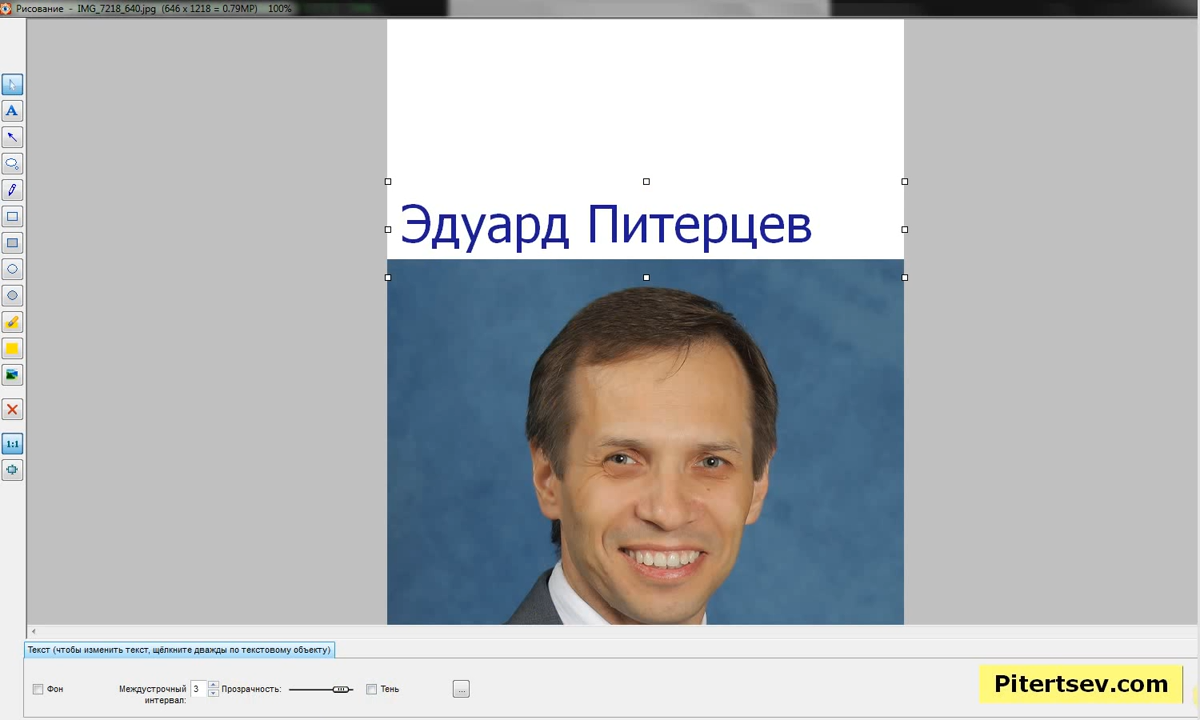 Рисование - IMG_7218_640.jpg (646 x 1218 = 0.79MP) 100%
A
Эдуард Питерцев
1:1
Текст (чтобы изменить текст, щёлкните дважды по текстовому объекту)
Фон
Междустрочный интервал:
3
Прозрачность:
Тень
...
Pitertsev.com